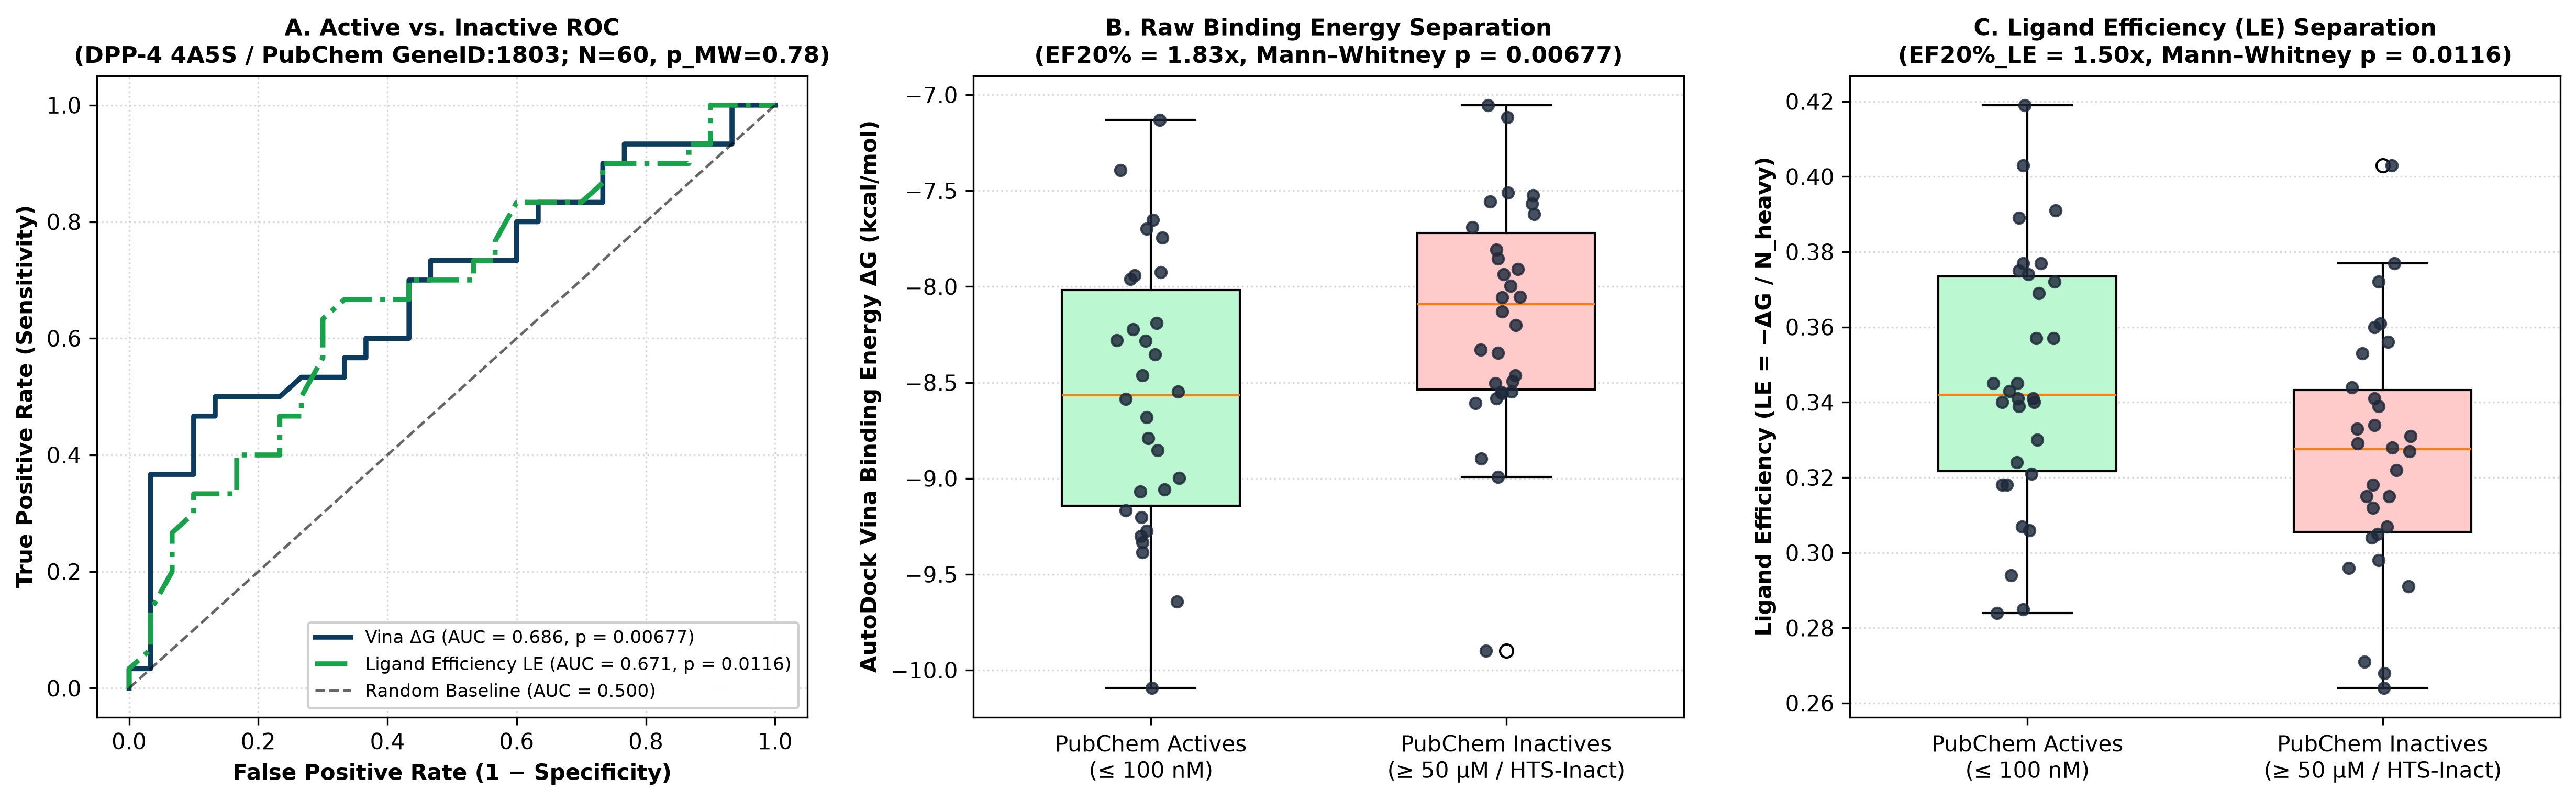 A. Active vs. Inactive ROC
(DPP-4 4A5S / PubChem GeneID:1803; N=60, p_MW=0.78)
True Positive Rate (Sensitivity)
1.0
0.8
0.6
0.4
0.2
0.0
Vina ΔG (AUC = 0.686, p = 0.00677)
Ligand Efficiency LE (AUC = 0.671, p = 0.0116)
Random Baseline (AUC = 0.500)
0.0 0.2 0.4 0.6 0.8 1.0
False Positive Rate (1 − Specificity)
B. Raw Binding Energy Separation
(EF20% = 1.83x, Mann–Whitney p = 0.00677)
AutoDock Vina Binding Energy ΔG (kcal/mol)
−7.0
−7.5
−8.0
−8.5
−9.0
−9.5
−10.0
PubChem Actives
(≤ 100 nM)
PubChem Inactives
(≥ 50 μM / HTS-Inact)
C. Ligand Efficiency (LE) Separation
(EF20%_LE = 1.50x, Mann–Whitney p = 0.0116)
Ligand Efficiency (LE = −ΔG / N_heavy)
0.42
0.40
0.38
0.36
0.34
0.32
0.30
0.28
0.26
PubChem Actives
(≤ 100 nM)
PubChem Inactives
(≥ 50 μM / HTS-Inact)